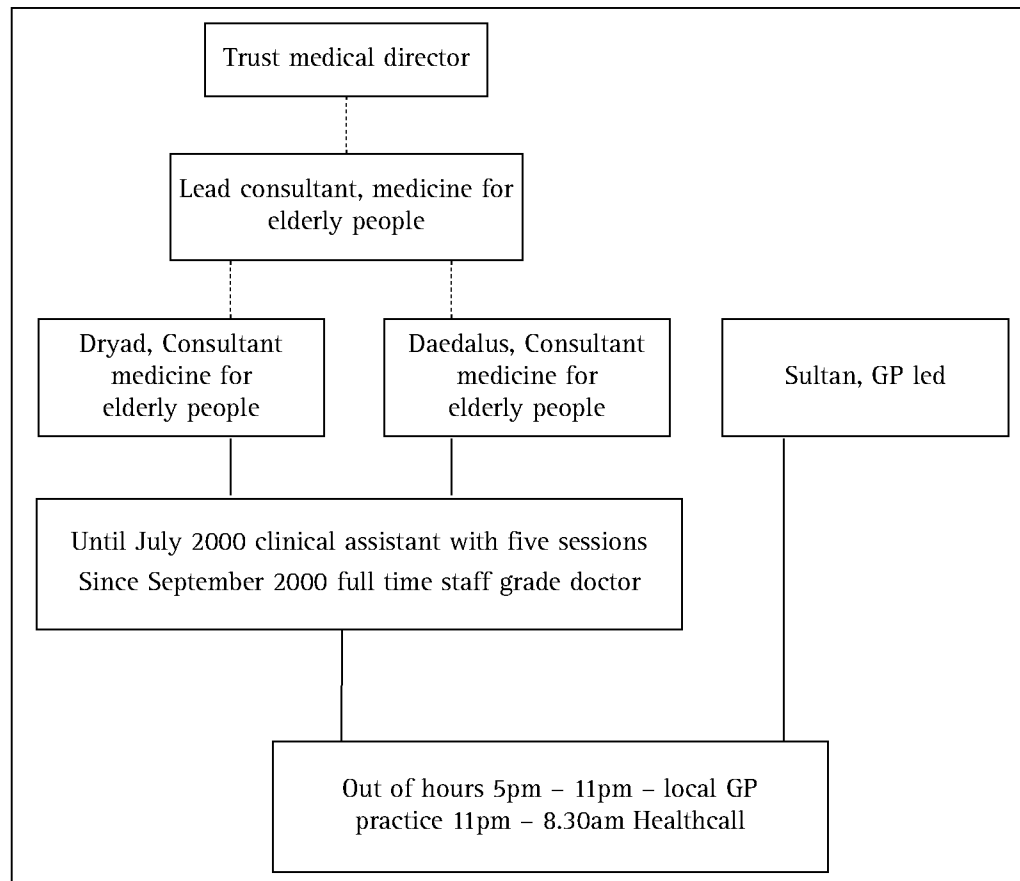 Trust medical director
Lead consultant, medicine for
elderly people
Dryad, Consultant
medicine for
elderly people
Daedalus, Consultant
medicine for
elderly people
Sultan, GP led
Until July 2000 clinical assistant with five sessions
Since September 2000 full time staff grade doctor
Out of hours 5pm – 11pm – local GP
practice 11pm – 8.30am Healthcall